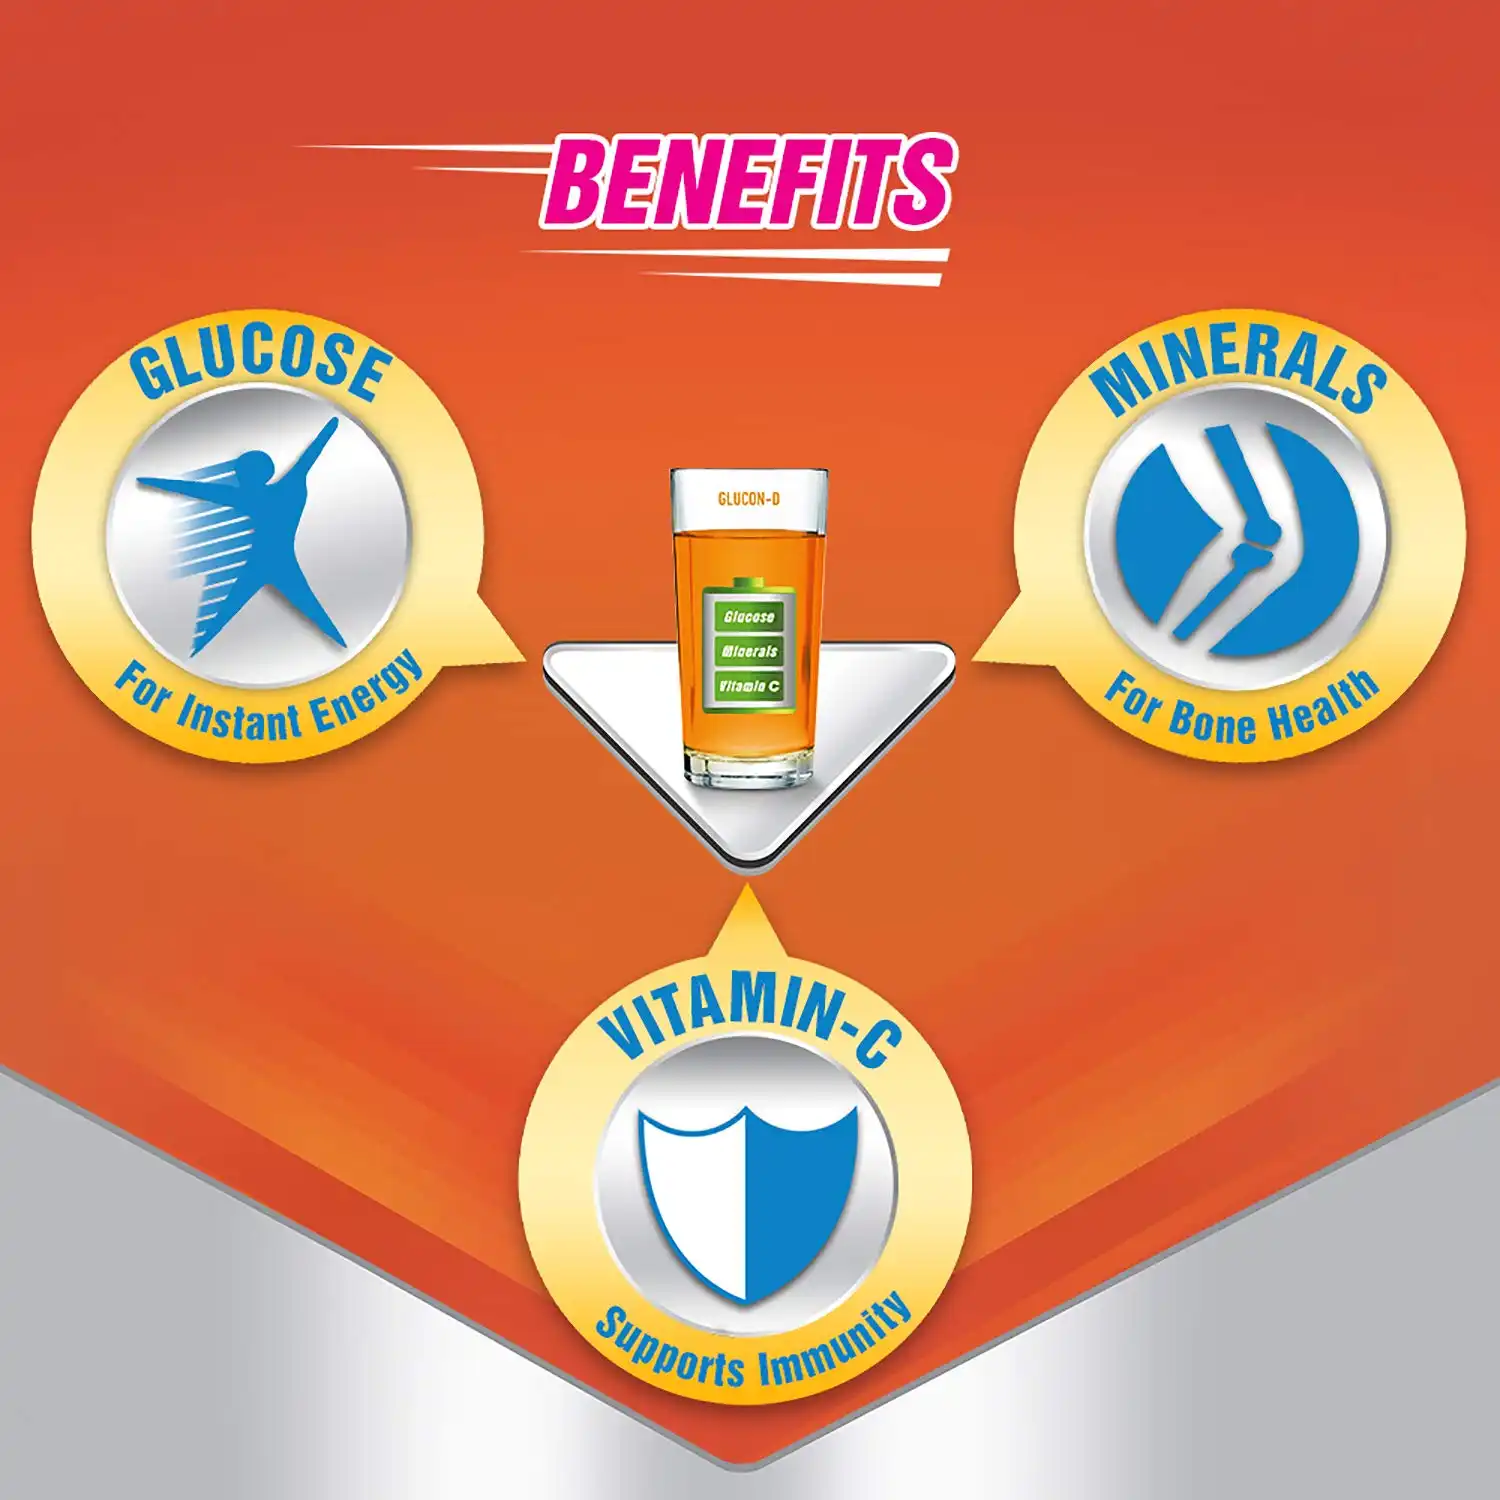 BENEFITS
GLUCOSE
For Instant Energy
MINERALS
For Bone Health
GLUCON-D
Glucose
Minerals
Vitamin C
VITAMIN-C
Supports Immunity